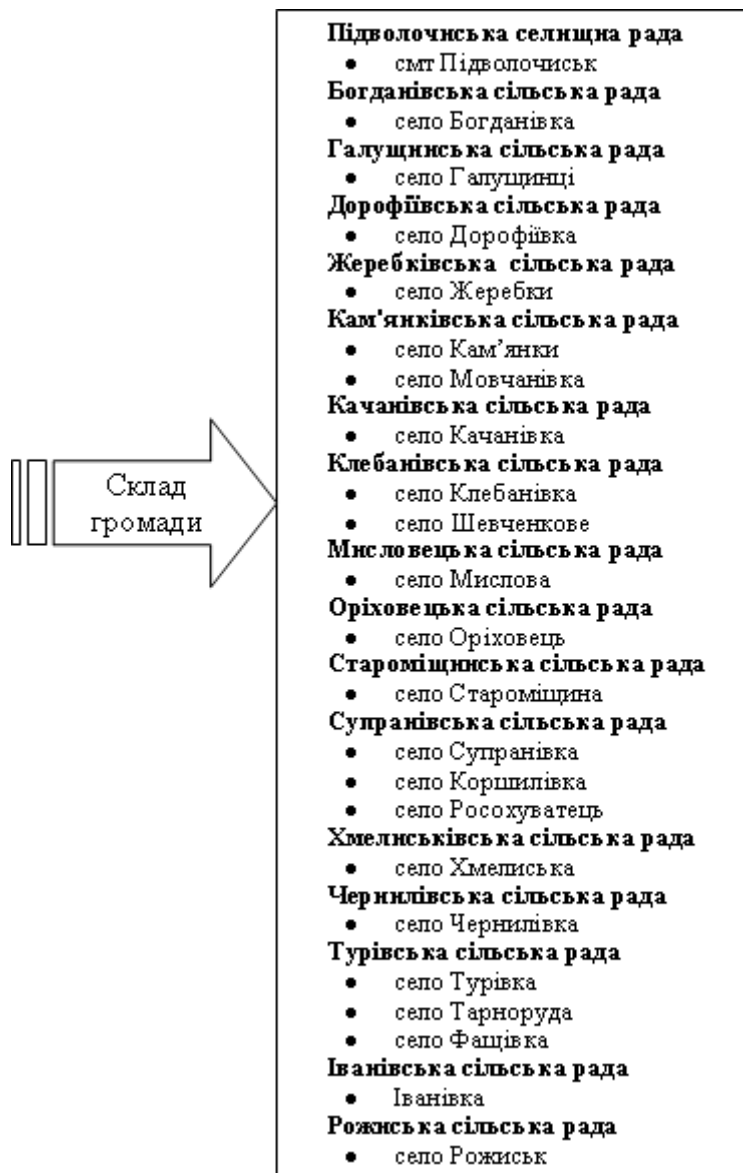 Склад
громади
Підволочиська селищна рада
● смт Підволочиськ
Богданівська сільська рада
● село Богданівка
Галущинська сільська рада
● село Галущинці
Дорофіївська сільська рада
● село Дорофіївка
Жеребківська сільська рада
● село Жеребки
Кам'янківська сільська рада
● село Кам’янки
● село Мовчанівка
Качанівська сільська рада
● село Качанівка
Клебанівська сільська рада
● село Клебанівка
● село Шевченкове
Мисловецька сільська рада
● село Мислова
Оріховецька сільська рада
● село Оріховець
Староміщинська сільська рада
● село Староміщина
Супранівська сільська рада
● село Супранівка
● село Коршилівка
● село Росохуватець
Хмелиськівська сільська рада
● село Хмелиська
Чернилівська сільська рада
● село Чернилівка
Турівська сільська рада
● село Турівка
● село Тарноруда
● село Фащівка
Іванівська сільська рада
● Іванівка
Рожиська сільська рада
● село Рожиськ